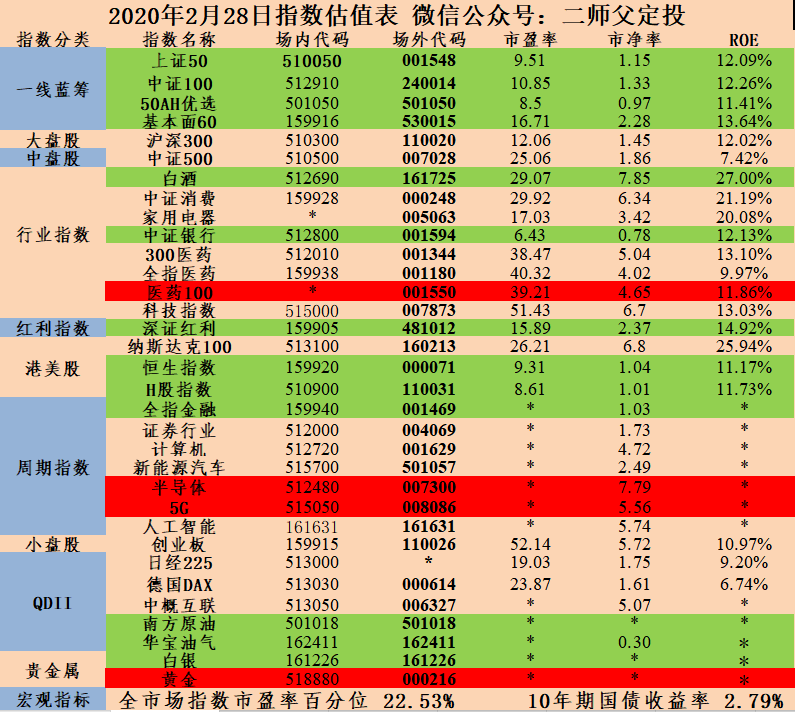 2020年2月28日指数估值表 微信公众号：二师父定投
指数分类 指数名称 场内代码 场外代码 市盈率 市净率 ROE
一线蓝筹 上证50 510050 001548 9.51 1.15 12.09%
中证100 512910 240014 10.85 1.33 12.26%
50AH优选 501050 501050 8.5 0.97 11.41%
基本面60 159916 530015 16.71 2.28 13.64%
大盘股 沪深300 510300 110020 12.06 1.45 12.02%
中盘股 中证500 510500 007028 25.06 1.86 7.42%
行业指数 白酒 512690 161725 29.07 7.85 27.00%
中证消费 159928 000248 29.92 6.34 21.19%
家用电器 * 005063 17.03 3.42 20.08%
中证银行 512800 001594 6.43 0.78 12.13%
300医药 512010 001344 38.47 5.04 13.10%
全指医药 159938 001180 40.32 4.02 9.97%
医药100 * 001550 39.21 4.65 11.86%
科技指数 515000 007873 51.43 6.7 13.03%
红利指数 深证红利 159905 481012 15.89 2.37 14.92%
港美股 纳斯达克100 513100 160213 26.21 6.8 25.94%
恒生指数 159920 000071 9.31 1.04 11.17%
H股指数 510900 110031 8.61 1.01 11.73%
周期指数 全指金融 159940 001469 * 1.03 *
证券行业 512000 004069 * 1.73 *
计算机 512720 001629 * 4.72 *
新能源汽车 515700 501057 * 2.49 *
半导体 512480 007300 * 7.79 *
5G 515050 008086 * 5.56 *
人工智能 161631 161631 * 5.74 *
小盘股 创业板 159915 110026 52.14 5.72 10.97%
QDII 日经225 513000 * 19.03 1.75 9.20%
德国DAX 513030 000614 23.87 1.61 6.74%
中概互联 513050 006327 * 5.07 *
南方原油 501018 501018 * * *
华宝油气 162411 162411 * 0.30 *
贵金属 白银 161226 161226 * * *
黄金 518880 000216 * * *
宏观指标 全市场指数市盈率百分位 22.53% 10年期国债收益率 2.79%